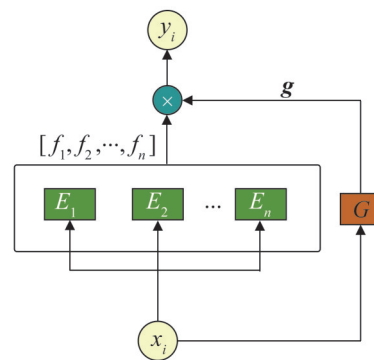 y_i
×
g
[f_1, f_2, ⋯, f_n]
E_1 E_2 ⋯ E_n
G
x_i